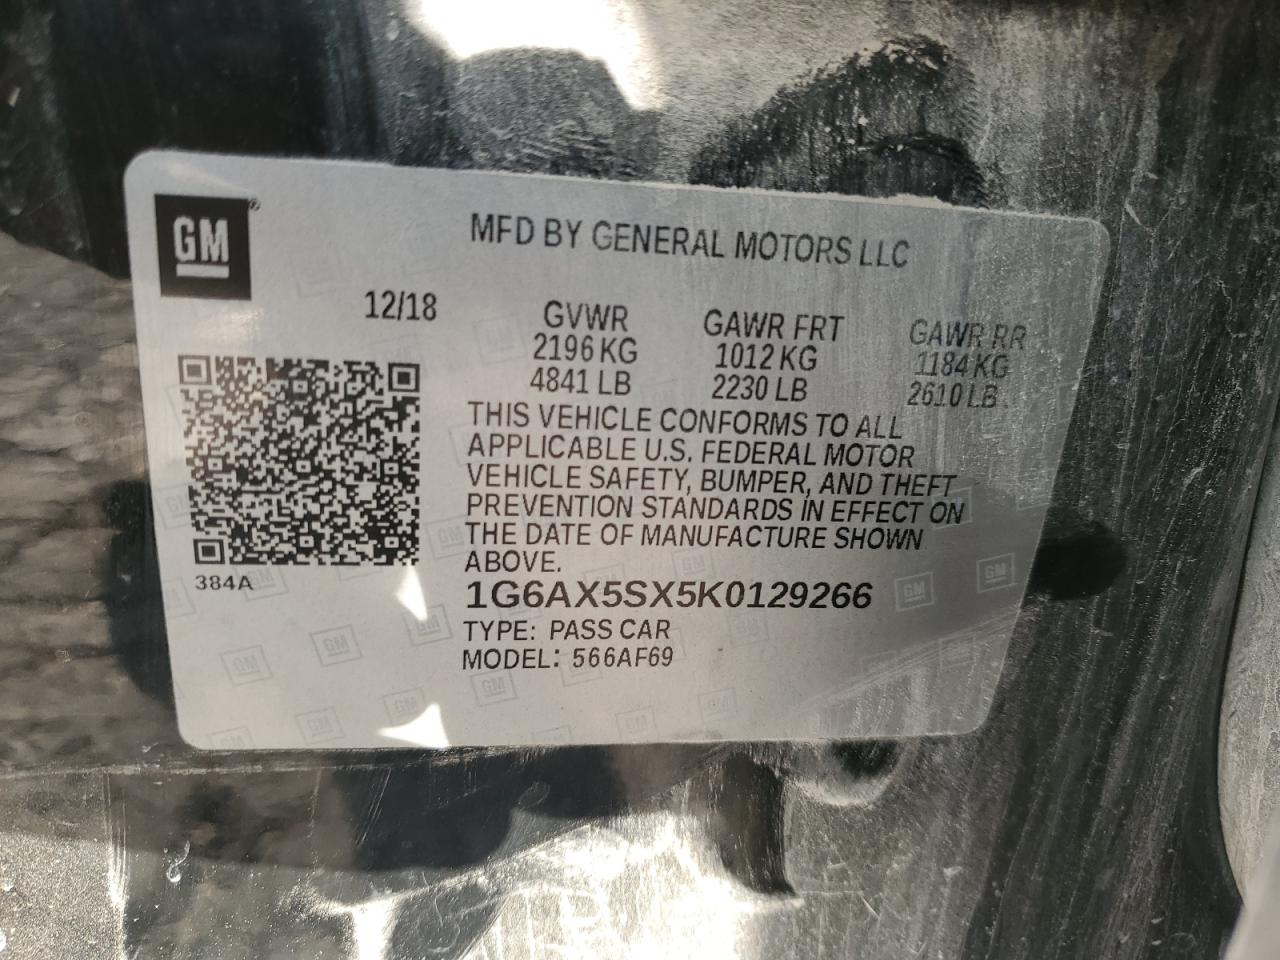 GM®
MFD BY GENERAL MOTORS LLC
12/18
GVWR GAWR FRT GAWR RR
2196 KG 1012 KG 1184 KG
4841 LB 2230 LB 2610 LB
THIS VEHICLE CONFORMS TO ALL
APPLICABLE U.S. FEDERAL MOTOR
VEHICLE SAFETY, BUMPER, AND THEFT
PREVENTION STANDARDS IN EFFECT ON
THE DATE OF MANUFACTURE SHOWN
ABOVE.
384A
1G6AX5SX5K0129266
TYPE: PASS CAR
MODEL: 566AF69